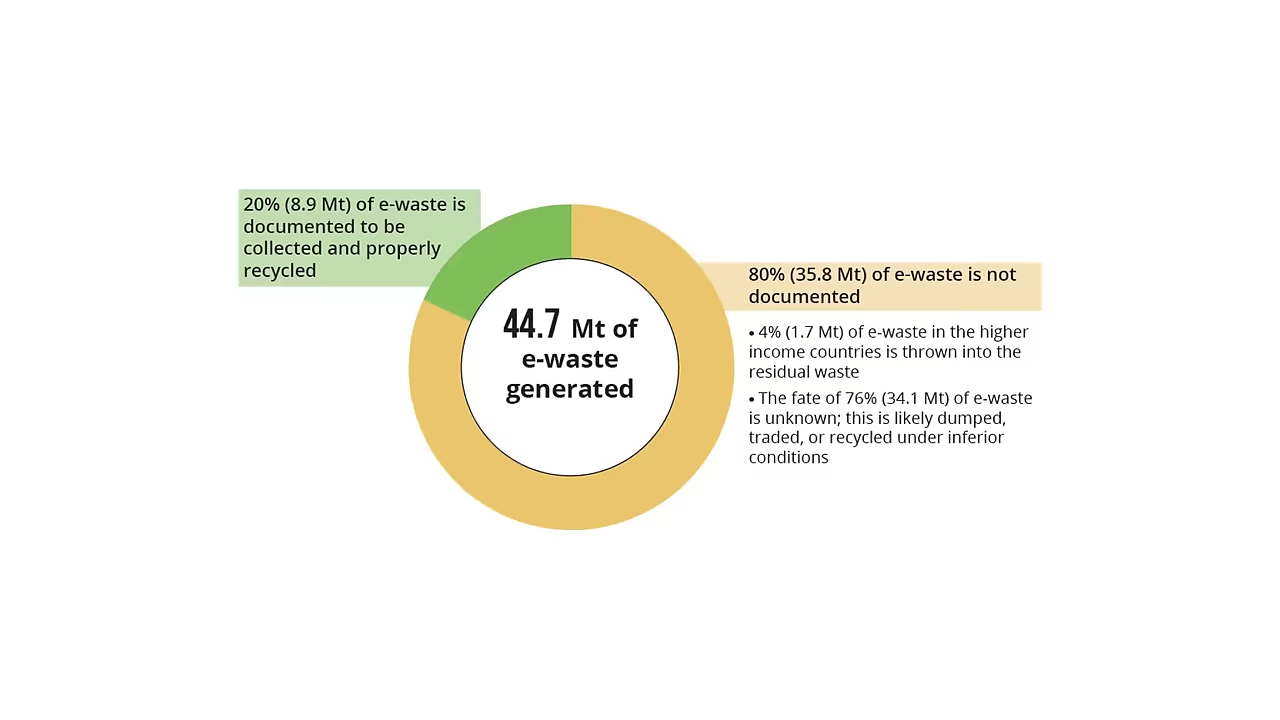 20% (8.9 Mt) of e-waste is
documented to be
collected and properly
recycled
44.7 Mt of
e-waste
generated
80% (35.8 Mt) of e-waste is not
documented
• 4% (1.7 Mt) of e-waste in the higher
income countries is thrown into the
residual waste
• The fate of 76% (34.1 Mt) of e-waste
is unknown; this is likely dumped,
traded, or recycled under inferior
conditions